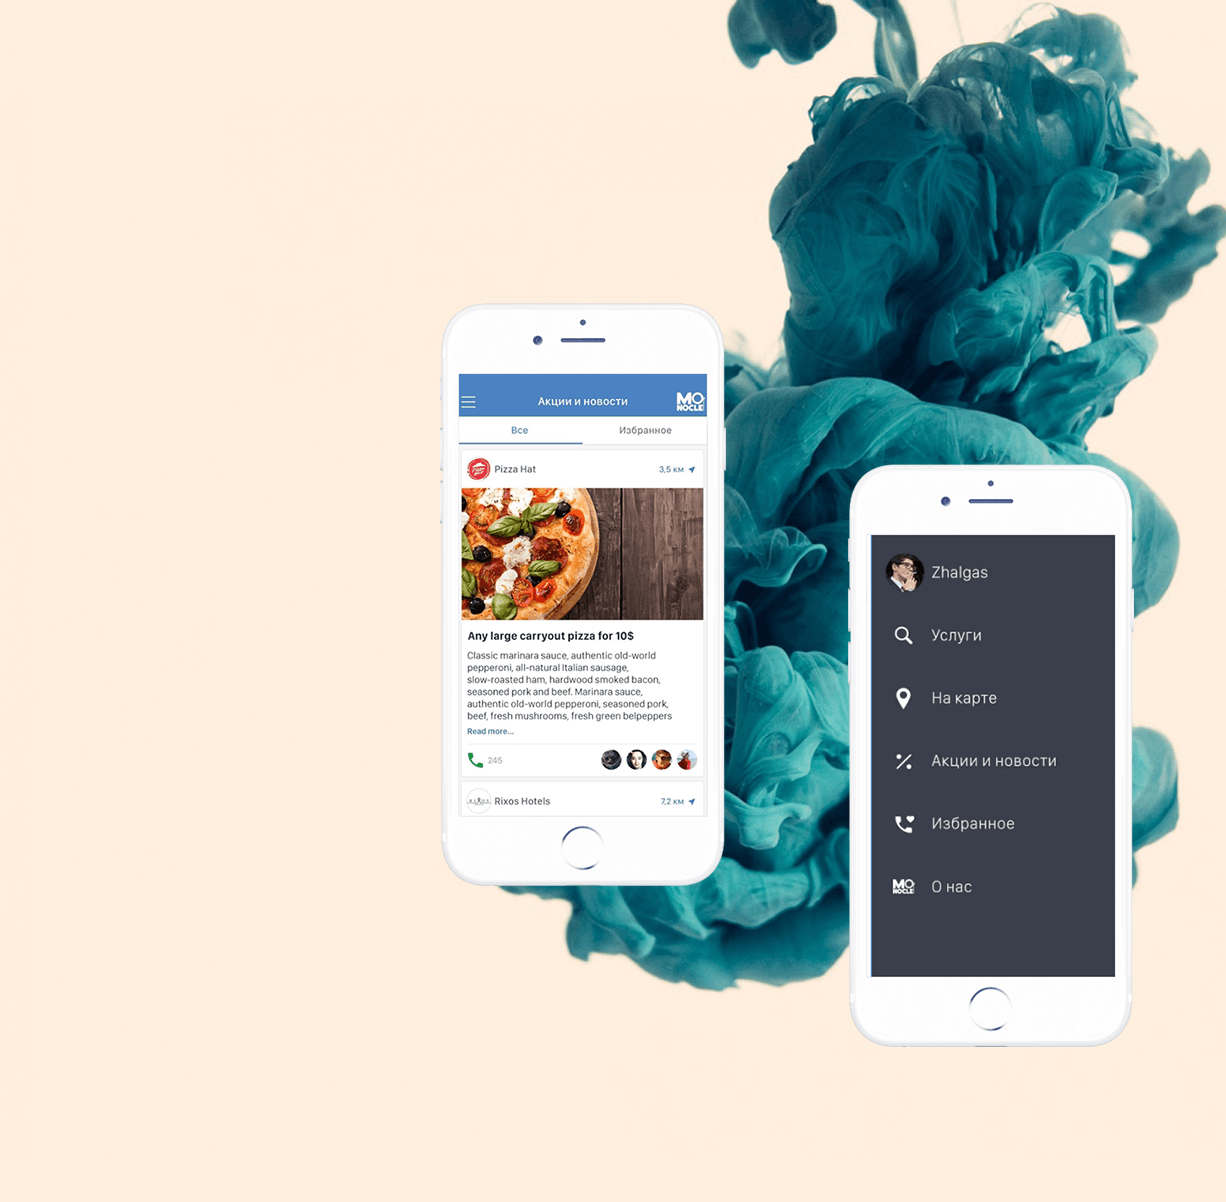 Акции и новости
MO
NOCLE
Все
Избранное
Pizza Hat
3,5 км
Any large carryout pizza for 10$
Classic marinara sauce, authentic old-world
pepperoni, all-natural Italian sausage,
slow-roasted ham, hardwood smoked bacon,
seasoned pork and beef. Marinara sauce,
authentic old-world pepperoni, seasoned pork,
beef, fresh mushrooms, fresh green belpeppers
Read more...
245
Rixos Hotels
7,2 км
Zhalgas
Услуги
На карте
Акции и новости
Избранное
MO
NOCLE
О нас